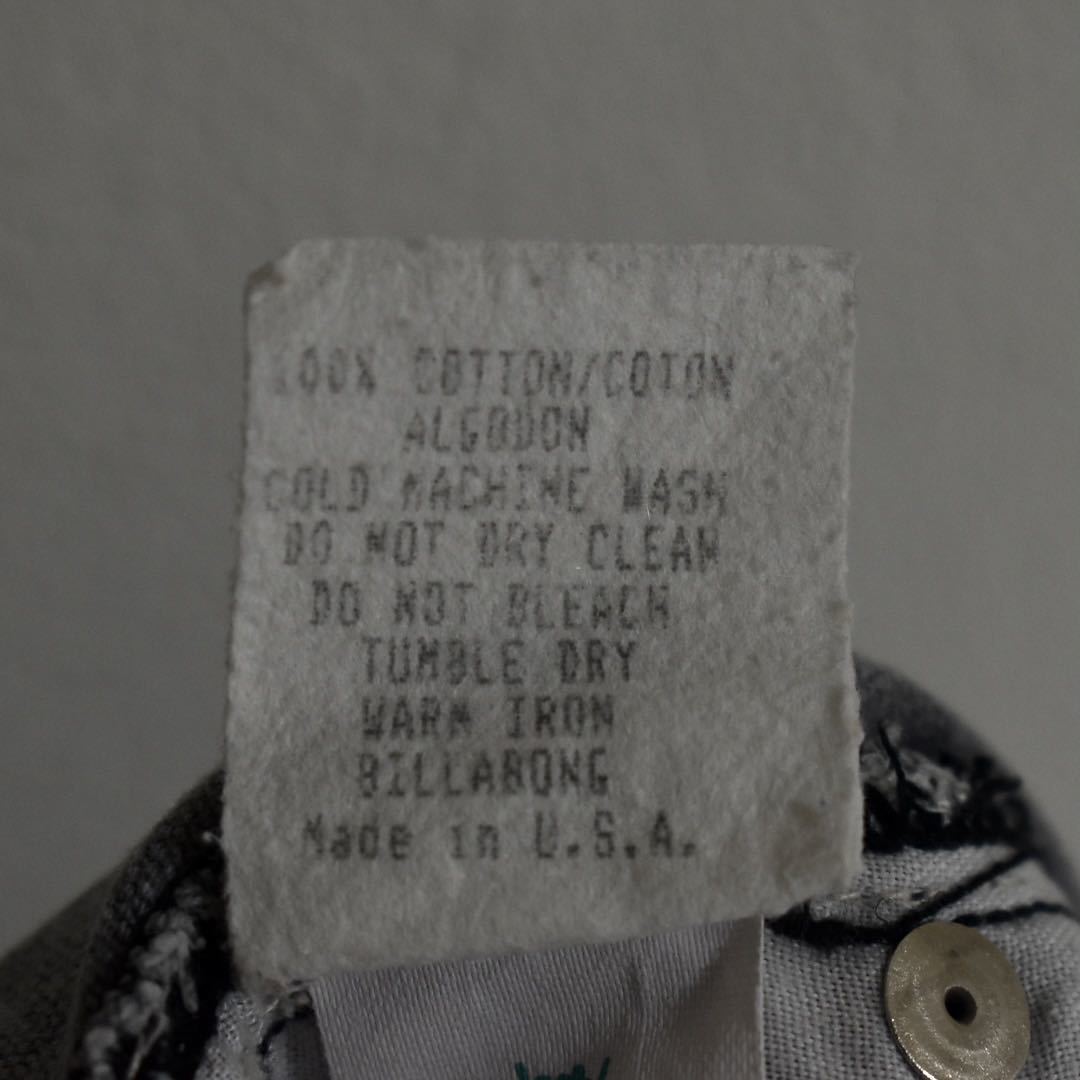 100% COTTON/COTON
ALGODON
COLD MACHINE WASH
DO NOT DRY CLEAN
DO NOT BLEACH
TUMBLE DRY
WARM IRON
BILLABONG
Made in U.S.A.